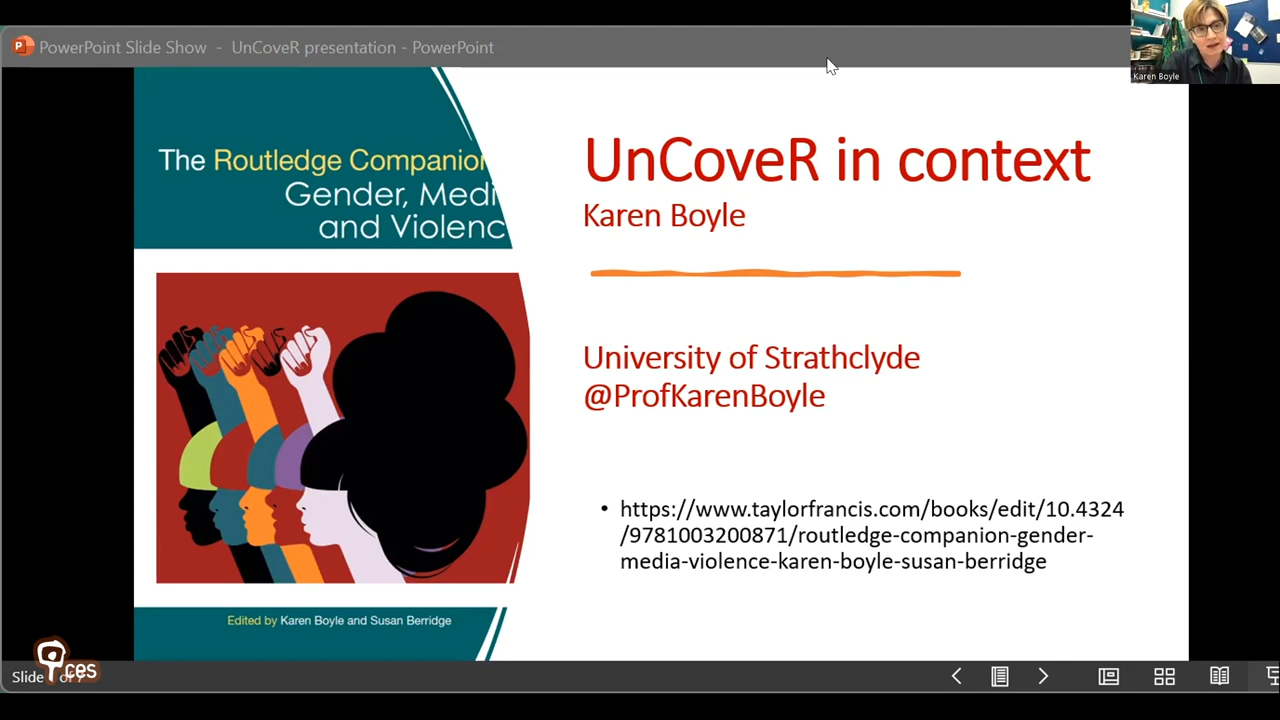 PowerPoint Slide Show - UnCoveR presentation - PowerPoint
Karen Boyle
The Routledge Companion
Gender, Medi
and Violenc
UnCoveR in context
Karen Boyle
University of Strathclyde
@ProfKarenBoyle
• https://www.taylorfrancis.com/books/edit/10.4324
/9781003200871/routledge-companion-gender-
media-violence-karen-boyle-susan-berridge
Edited by Karen Boyle and Susan Berridge
ces
Slide of 7